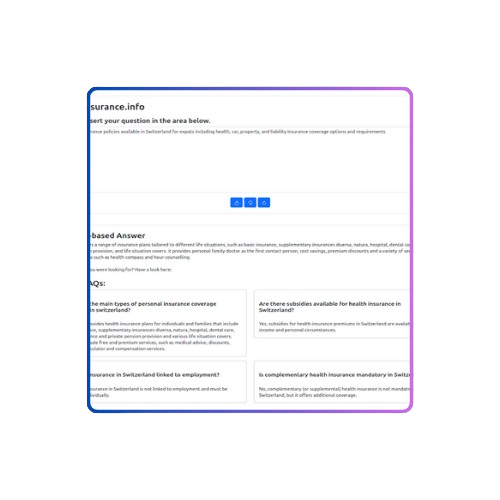 surance.info
sert your question in the area below.
rance policies available in Switzerland for expats including health, car, property, and liability insurance coverage options and requirements
-based Answer
rs a range of insurance plans tailored to different life situations, such as basic insurance, supplementary insurances diversa, natura, hospital, dental ca
pension, and life situation covers. It provides personal family doctor as the first contact person, cost savings, premium discounts and a variety of se
such as health compass and hour counselling.
you were looking for? Have a look here:
AQs:
the main types of personal insurance coverage
in switzerland?
ovides health insurance plans for individuals and families that include
ce, supplementary insurances diversa, natura, hospital, dental care,
ance and private pension provision and various life situation covers.
ude free and premium services, such as medical advice, discounts,
culator and compensation services.
Are there subsidies available for health insurance in
Switzerland?
Yes, subsidies for health insurance premiums in Switzerland are availab
income and personal circumstances.
insurance in Switzerland linked to employment?
surance in Switzerland is not linked to employment and must be
ividually.
Is complementary health insurance mandatory in Switz
No, complementary (or supplemental) health insurance is not mandato
Switzerland, but it offers additional coverage.